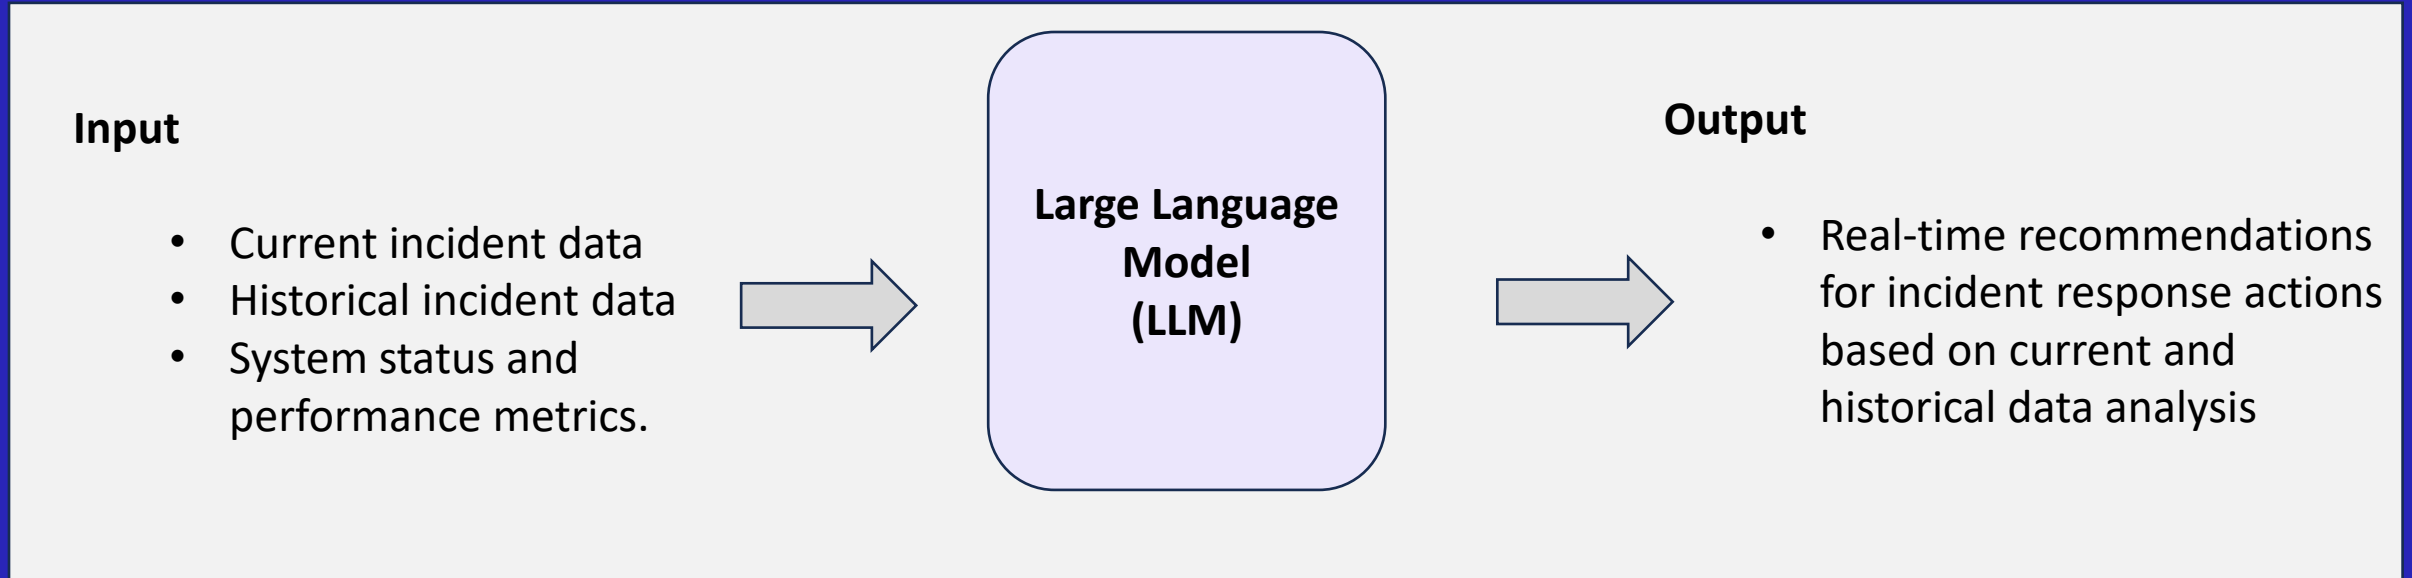 Input
• Current incident data
• Historical incident data
• System status and
performance metrics.
Large Language
Model
(LLM)
Output
• Real-time recommendations
for incident response actions
based on current and
historical data analysis